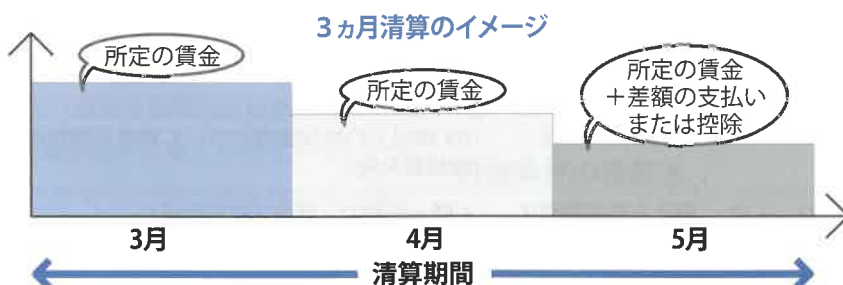 3ヵ月清算のイメージ
所定の賃金
所定の賃金
所定の賃金
+差額の支払い
または控除
3月
4月
5月
清算期間